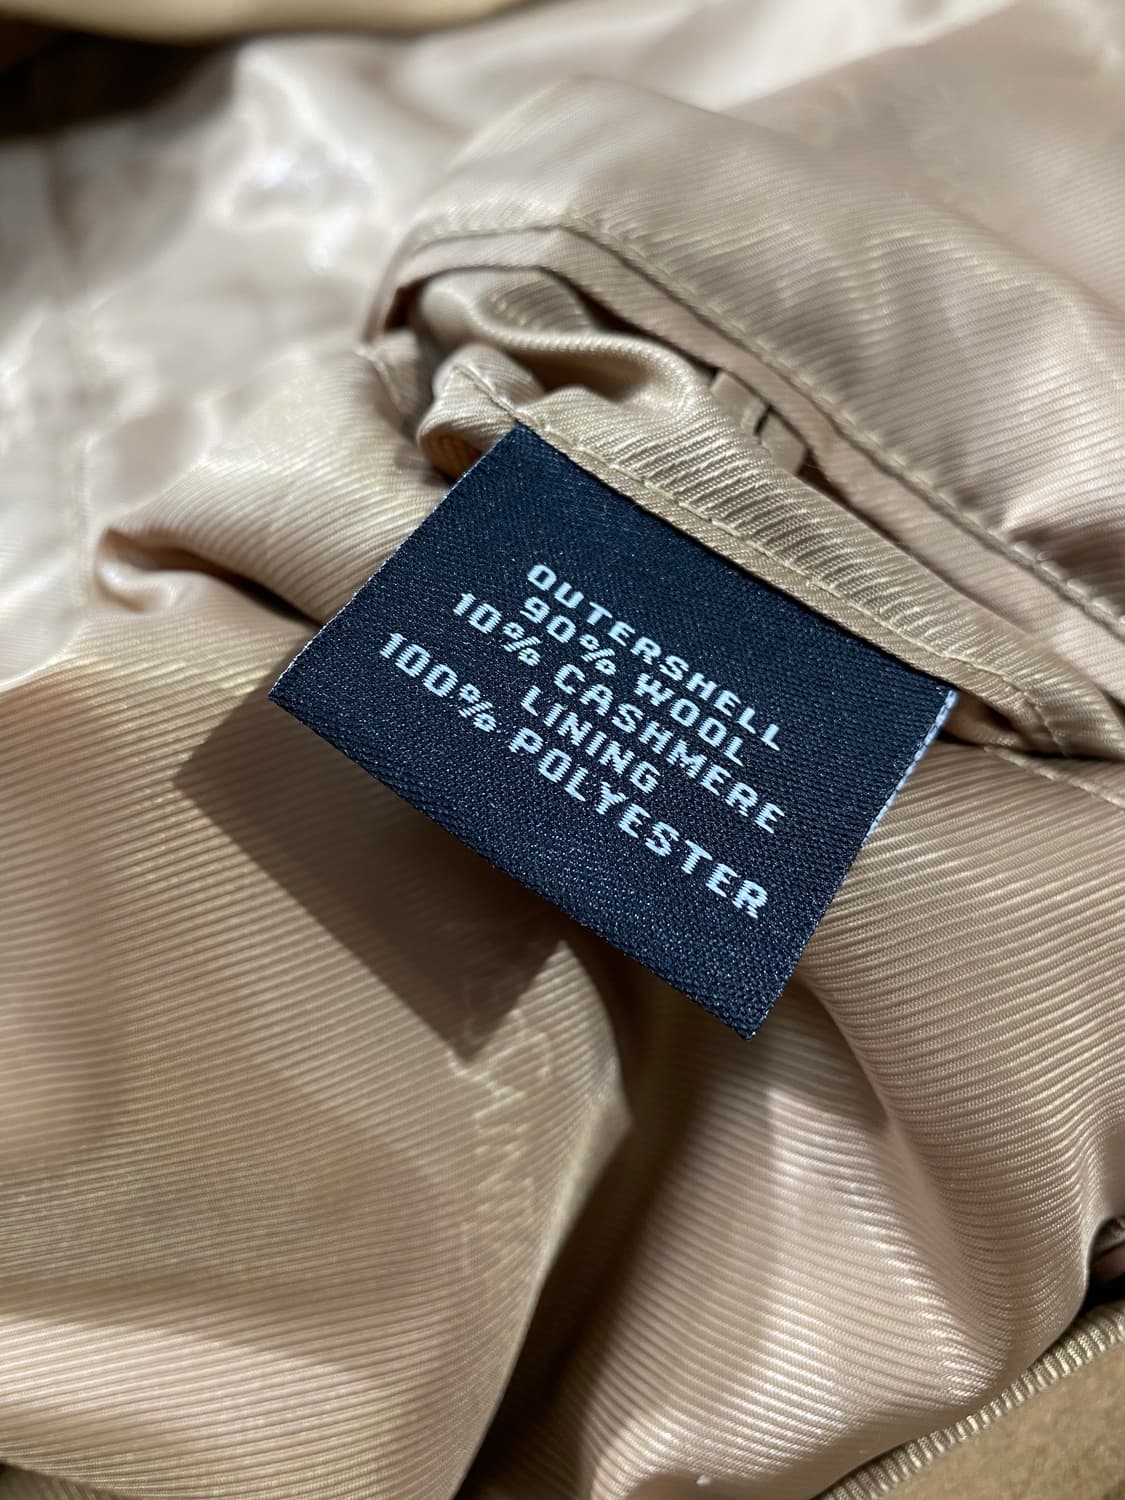 OUTERSHELL
90% WOOL
10% CASHMERE
LINING
100% POLYESTER